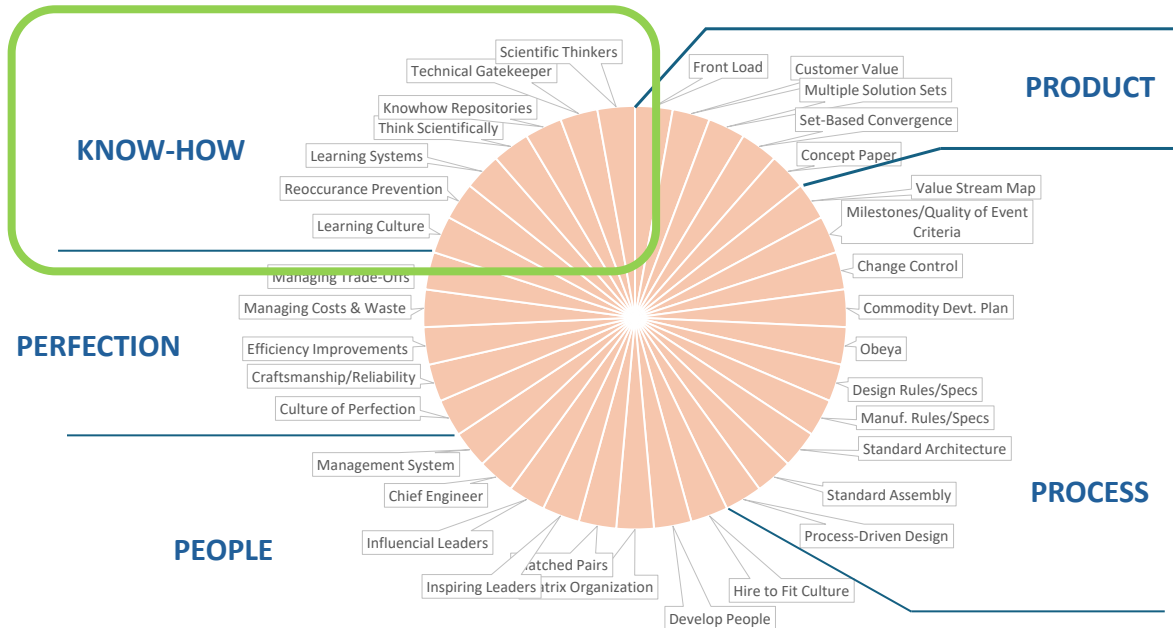 Scientific Thinkers
Technical Gatekeeper
Knowhow Repositories
Think Scientifically
KNOW-HOW
Learning Systems
Reoccurance Prevention
Learning Culture
Front Load
Customer Value
Multiple Solution Sets
Set-Based Convergence
Concept Paper
PRODUCT
Value Stream Map
Milestones/Quality of Event
Criteria
Change Control
Commodity Devt. Plan
Obeya
Design Rules/Specs
Manuf. Rules/Specs
Standard Architecture
Standard Assembly
Process-Driven Design
PROCESS
Hire to Fit Culture
Develop People
atrix Organization
atched Pairs
Inspiring Leaders
Influencial Leaders
Chief Engineer
Management System
PEOPLE
Culture of Perfection
Craftsmanship/Reliability
Efficiency Improvements
Managing Costs & Waste
Managing Trade-Offs
PERFECTION